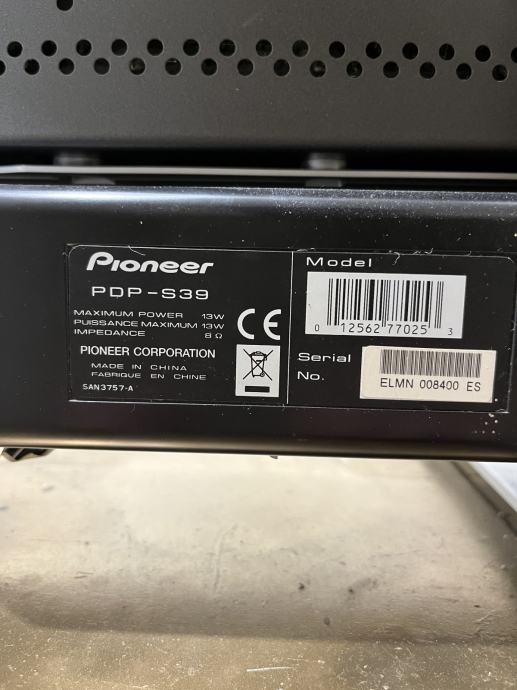 Pioneer
PDP-S39
MAXIMUM POWER 13W
PUISSANCE MAXIMUM 13W
IMPEDANCE 8 Ω
PIONEER CORPORATION
MADE IN CHINA
FABRIQUE EN CHINE
SAN3757-A
CE
Model
0 12562 77025 3
Serial
No.
ELMN 008400 ES